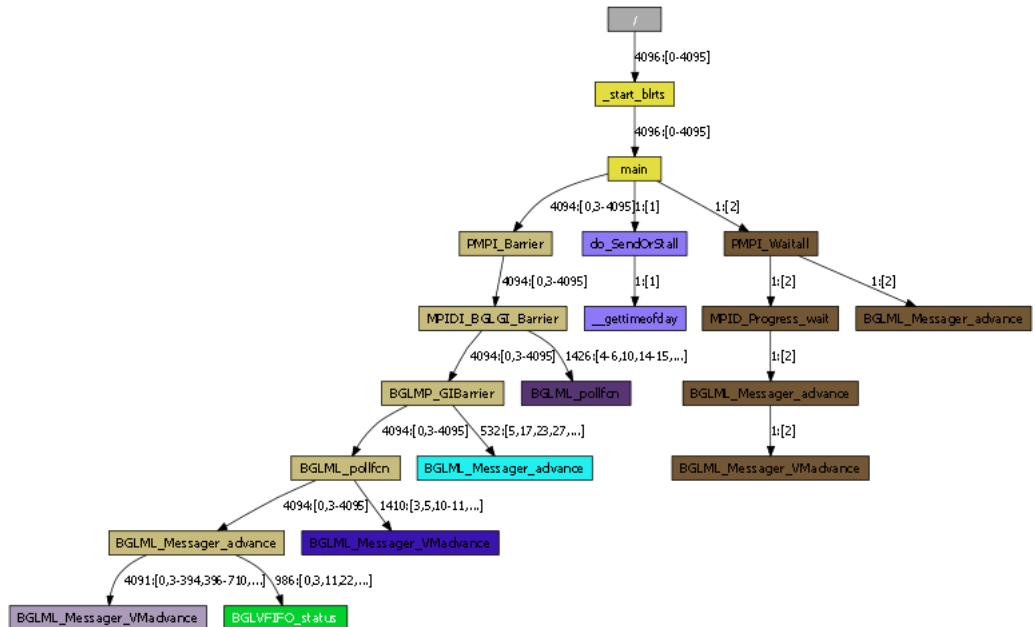 /
4096:[0-4095]
_start_blrts
4096:[0-4095]
main
4094:[0,3-4095]
1:[1]
1:[2]
PMPI_Barrier
do_SendOrStall
PMPI_Waitall
4094:[0,3-4095]
1:[1]
1:[2]
1:[2]
MPIDI_BGLGI_Barrier
__gettimeofday
MPID_Progress_wait
BGLML_Messager_advance
4094:[0,3-4095]
1426:[4-6,10,14-15,...]
1:[2]
BGLMP_GIBarrier
BGLML_pollfcn
BGLML_Messager_advance
4094:[0,3-4095]
532:[5,17,23,27,...]
1:[2]
BGLML_pollfcn
BGLML_Messager_advance
BGLML_Messager_VMadvance
4094:[0,3-4095]
1410:[3,5,10-11,...]
BGLML_Messager_advance
BGLML_Messager_VMadvance
4091:[0,3-394,396-710,...]
986:[0,3,11,22,...]
BGLML_Messager_VMadvance
BGLVFIFO_status